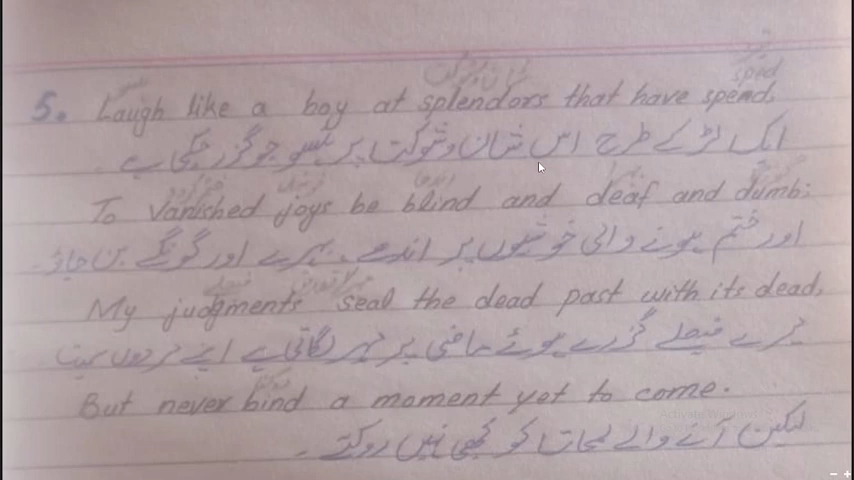 5. Laugh like a boy at splendors that have spend,
sped
ایک لڑکے طرح اس شان و شوکت پر ہنسو جو گزر چکی ہے .
To Vanished joys be blind and deaf and dumb:
اور ختم ہونے والی خوشیوں پر اندھے، بہرے اور گونگے بن جاؤ۔
My judgments seal the dead past with its dead,
میرے فیصلے گزرے ہوئے ماضی پر مہر لگاتی ہے اپنے مردوں سمیت
But never bind a moment yet to come.
لیکن آنے والے لمحات کو کبھی نہیں روکتے .